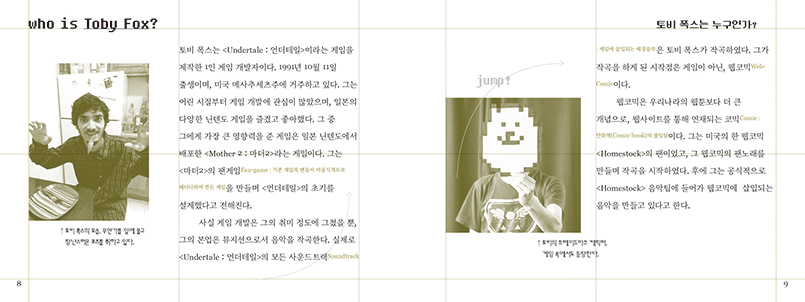 who is Toby Fox?
토비 폭스는 <Undertale : 언더테일>이라는 게임을
제작한 1인 게임 개발자이다. 1991년 10월 11일
출생이며, 미국 메사추세츠주에 거주하고 있다. 그는
어린 시절부터 게임 개발에 관심이 많았으며, 일본의
다양한 닌텐도 게임을 즐겼고 좋아했다. 그 중
그에게 가장 큰 영향력을 준 게임은 일본 닌텐도에서
배포한 <Mother 2 : 마더2>라는 게임이다. 그는
<마더2>의 팬게임Fan-game : 기존 게임의 팬들이 비공식적으로
패러디하여 만든 게임을 만들며 <언더테일>의 초기를
설계했다고 전해진다.
사실 게임 개발은 그의 취미 정도에 그쳤을 뿐,
그의 본업은 뮤지션으로서 음악을 작곡한다. 실제로
<Undertale : 언더테일>의 모든 사운드트랙Soundtrack
↑ 토비 폭스의 모습. 무언가를 입에 물고
장난스러운 포즈를 취하고 있다.
8
토비 폭스는 누구인가?
: 게임에 삽입되는 배경음악은 토비 폭스가 작곡하였다. 그가
작곡을 하게 된 시작점은 게임이 아닌, 웹코믹Web-
Comic이다.
웹코믹은 우리나라의 웹툰보다 더 큰
개념으로, 웹사이트를 통해 연재되는 코믹Comic :
만화책(Comic book)의 줄임말이다. 그는 미국의 한 웹코믹
<Homestock>의 팬이었고, 그 웹코믹의 팬노래를
만들며 작곡을 시작하였다. 후에 그는 공식적으로
<Homestock> 음악팀에 들어가 웹코믹에 삽입되는
음악을 만들고 있다고 한다.
jump!
↑ 토비의 트레이드마크 캐릭터.
게임 속에서도 등장한다.
9